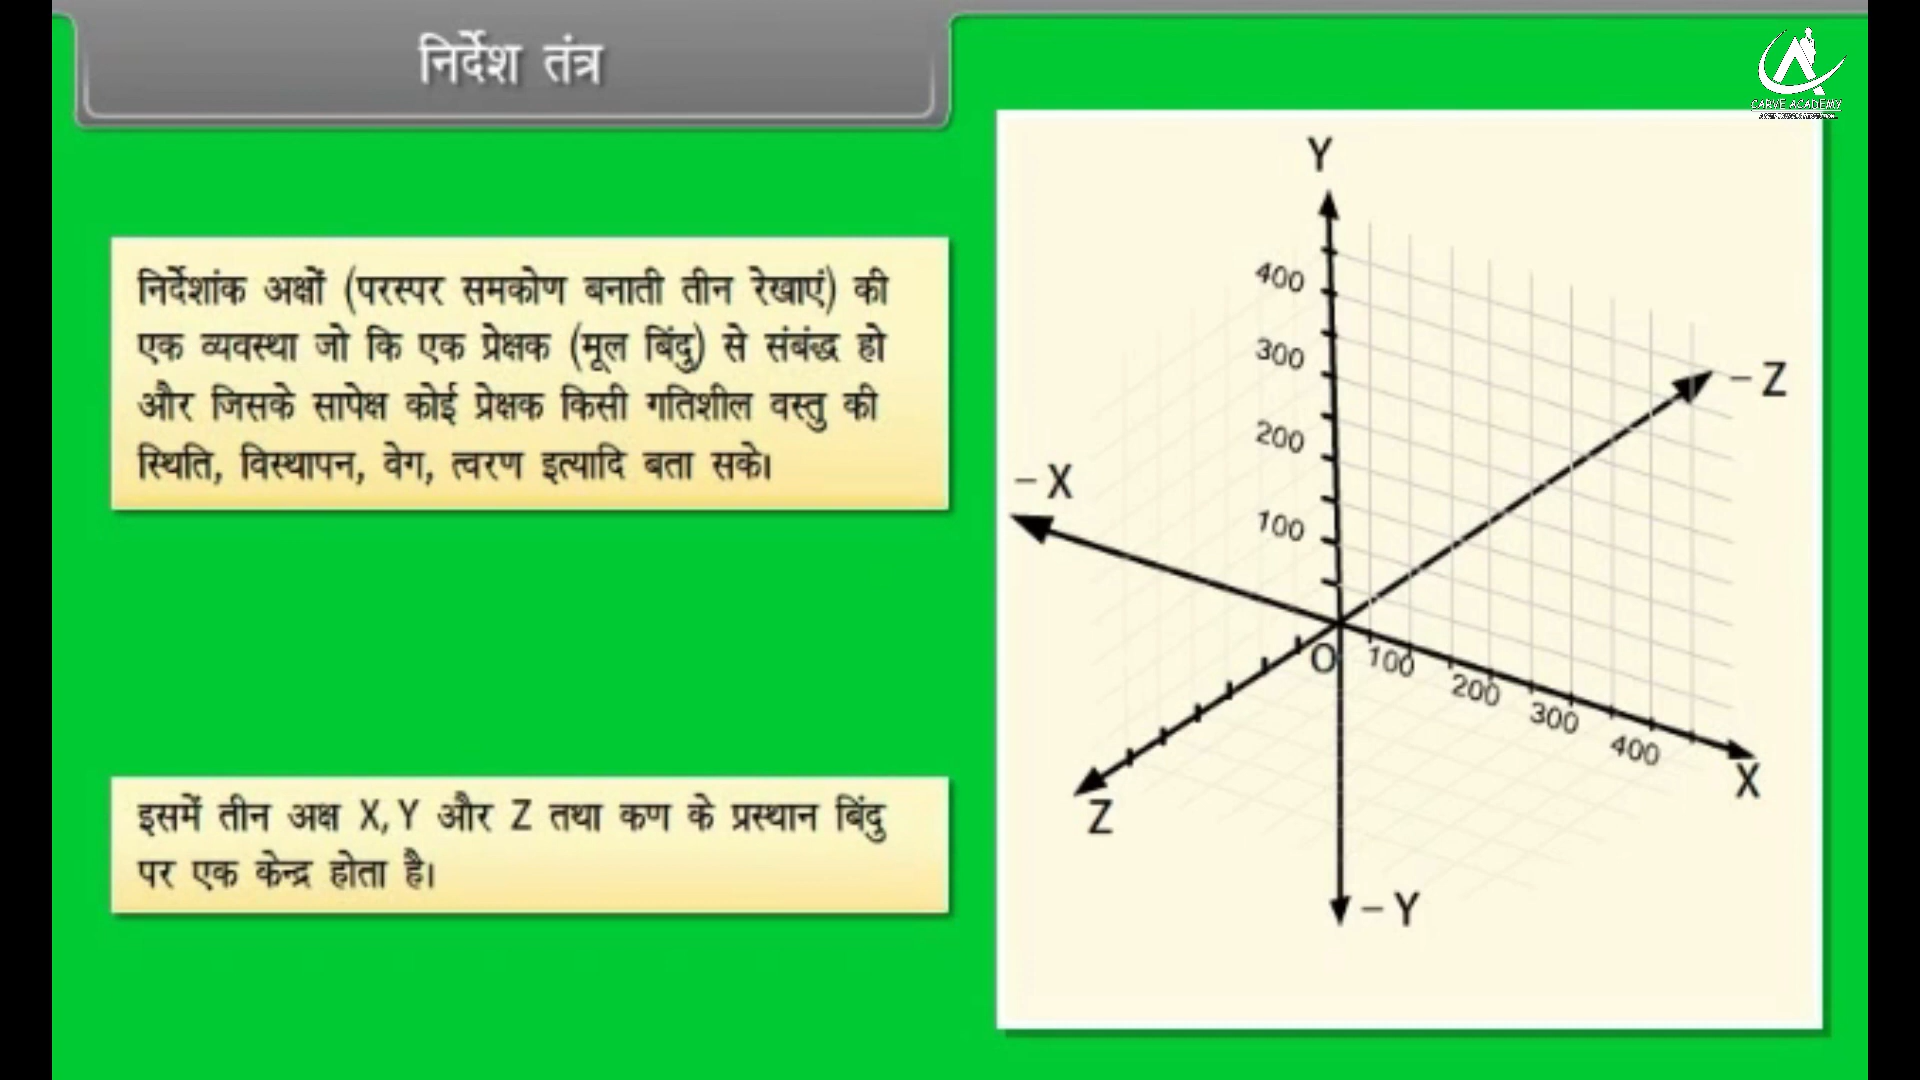 निर्देश तंत्र
CARVE ACADEMY
निर्देशांक अक्षों (परस्पर समकोण बनाती तीन रेखाएं) की
एक व्यवस्था जो कि एक प्रेक्षक (मूल बिंदु) से संबंद्ध हो
और जिसके सापेक्ष कोई प्रेक्षक किसी गतिशील वस्तु की
स्थिति, विस्थापन, वेग, त्वरण इत्यादि बता सके।
इसमें तीन अक्ष X, Y और Z तथा कण के प्रस्थान बिंदु
पर एक केन्द्र होता है।
Y
400
300
200
100
– Z
– X
O
100
200
300
400
X
Z
– Y